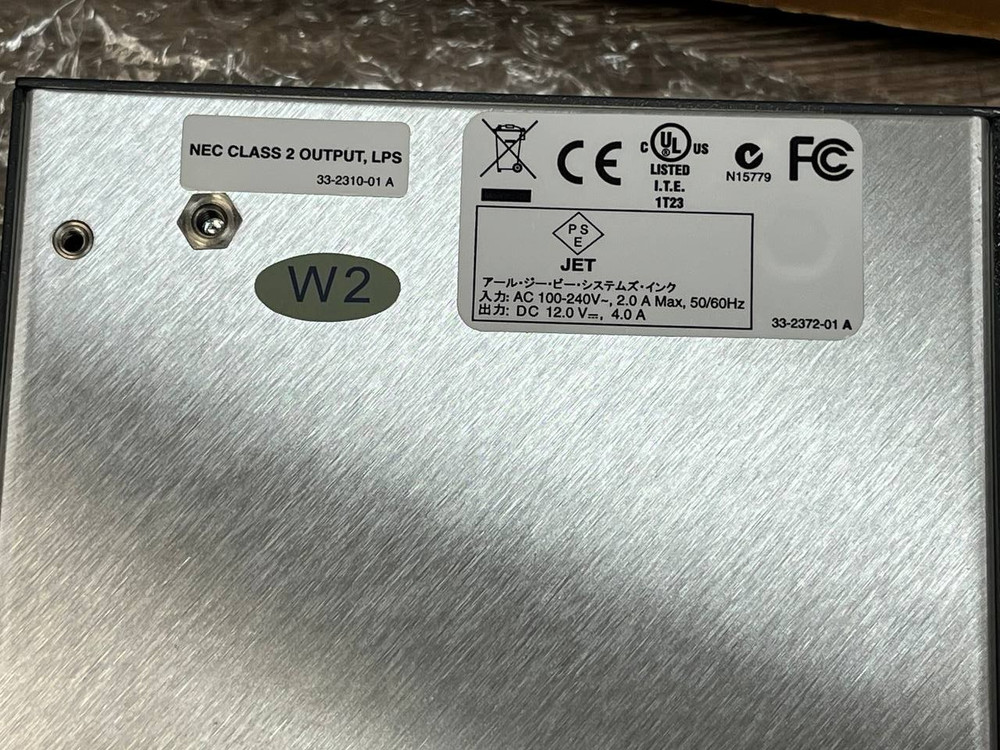 NEC CLASS 2 OUTPUT, LPS
33-2310-01 A
W2
CE
C UL US
LISTED
I.T.E.
1T23
N15779
FC
PS
E
JET
アール・ジー・ビー・システムズ・インク
入力: AC 100-240V~, 2.0 A Max, 50/60Hz
出力: DC 12.0 V⎓, 4.0 A
33-2372-01 A